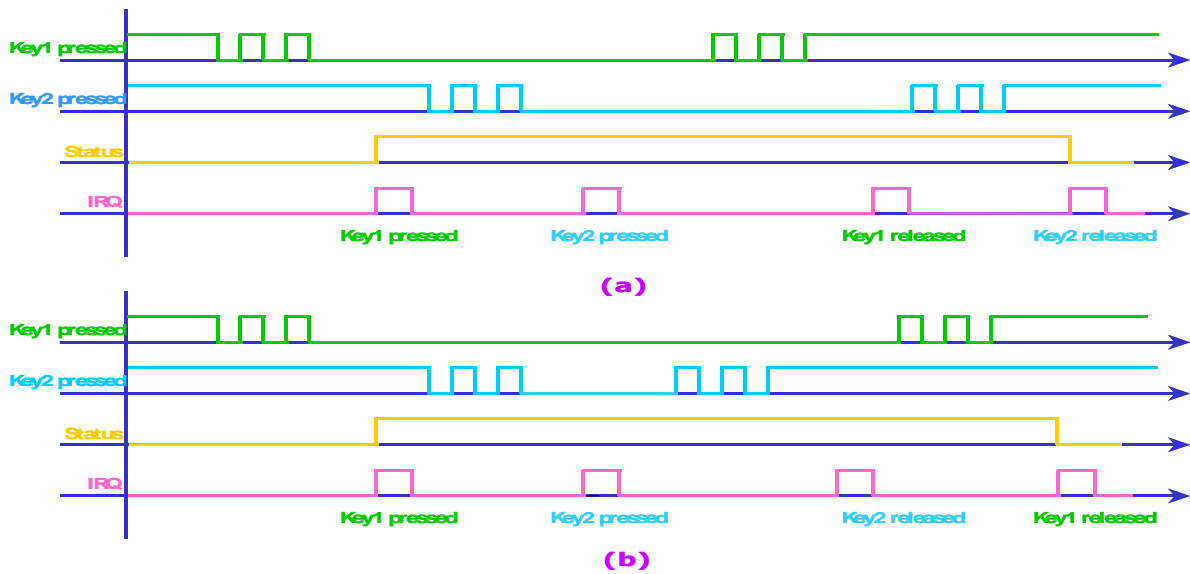 Key1 pressed
Key2 pressed
Status
IRQ
Key1 pressed Key2 pressed Key1 released Key2 released
(a)
Key1 pressed
Key2 pressed
Status
IRQ
Key1 pressed Key2 pressed Key2 released Key1 released
(b)